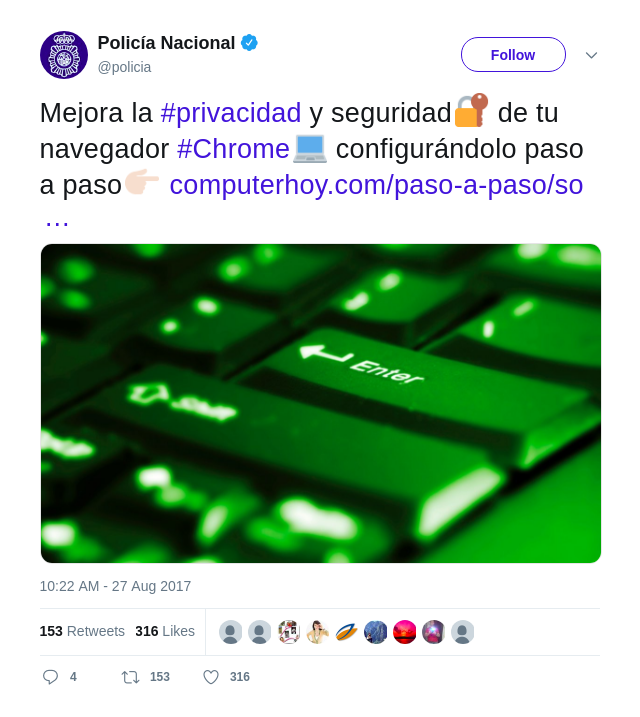 Policía Nacional
@policia
Follow
Mejora la #privacidad y seguridad🔐 de tu
navegador #Chrome💻 configurándolo paso
a paso👉🏻 computerhoy.com/paso-a-paso/so
…
Enter
Shift
10:22 AM - 27 Aug 2017
153 Retweets 316 Likes
4 153 316